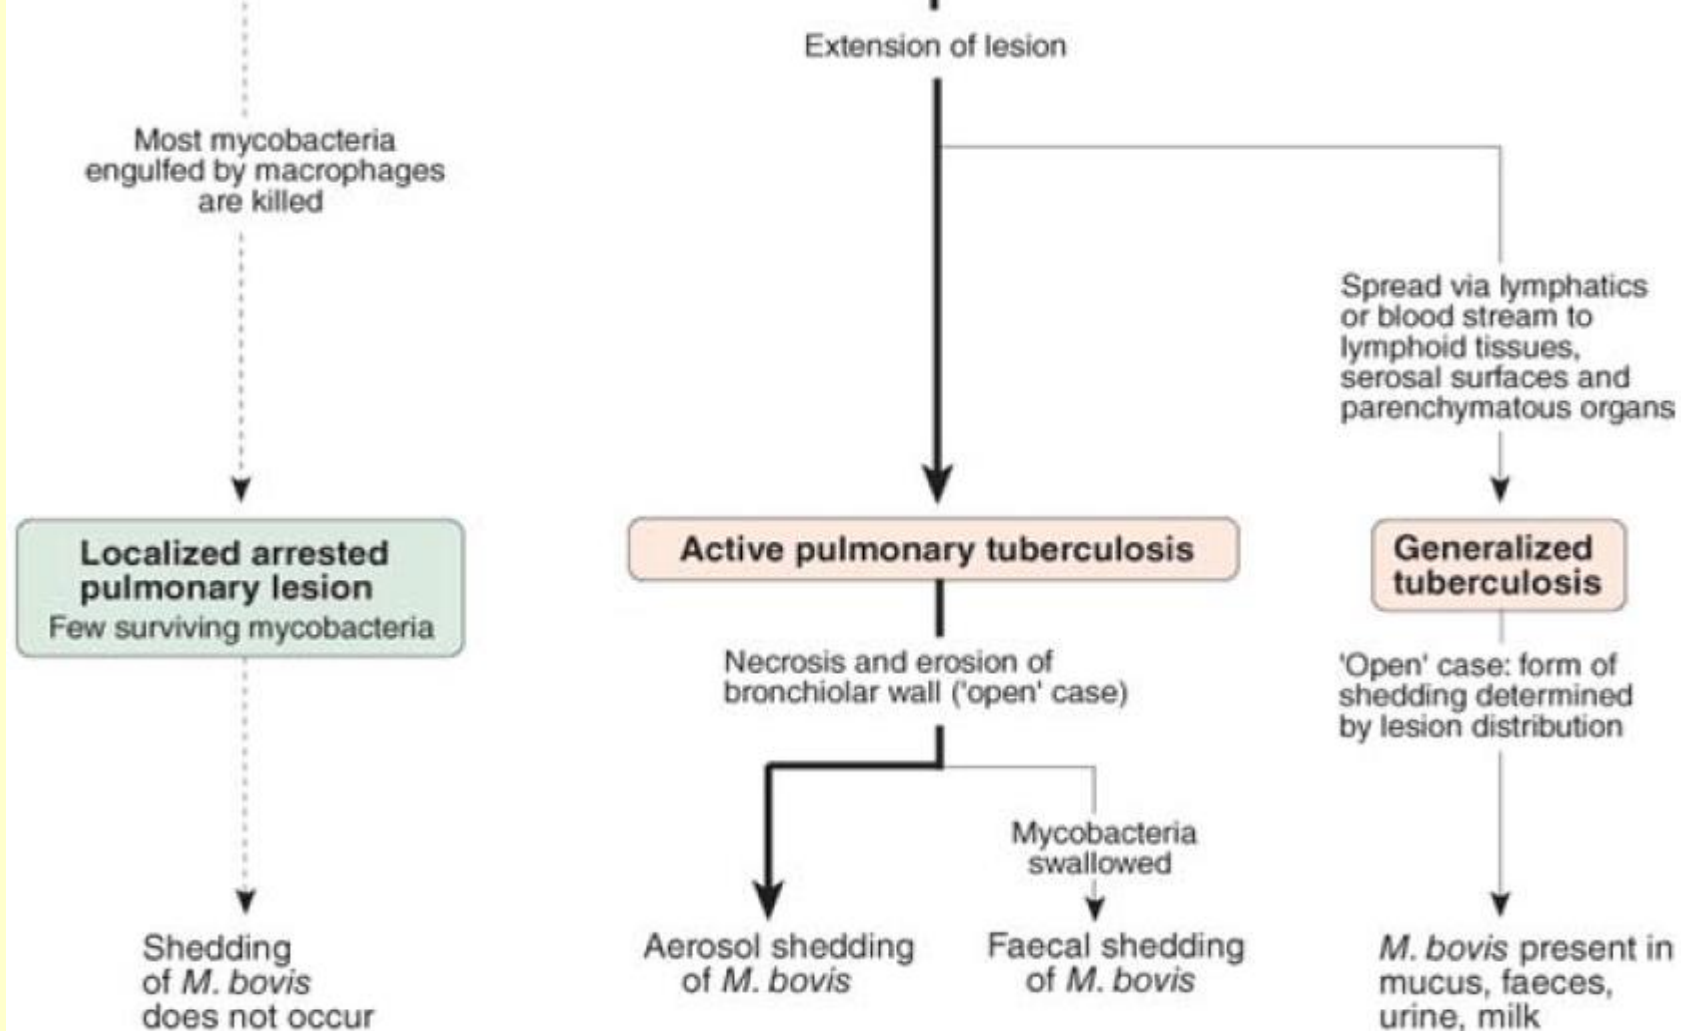 Extension of lesion
Most mycobacteria
engulfed by macrophages
are killed
Spread via lymphatics
or blood stream to
lymphoid tissues,
serosal surfaces and
parenchymatous organs
Localized arrested
pulmonary lesion
Few surviving mycobacteria
Active pulmonary tuberculosis
Generalized
tuberculosis
Necrosis and erosion of
bronchiolar wall ('open' case)
'Open' case: form of
shedding determined
by lesion distribution
Mycobacteria
swallowed
Shedding
of M. bovis
does not occur
Aerosol shedding
of M. bovis
Faecal shedding
of M. bovis
M. bovis present in
mucus, faeces,
urine, milk